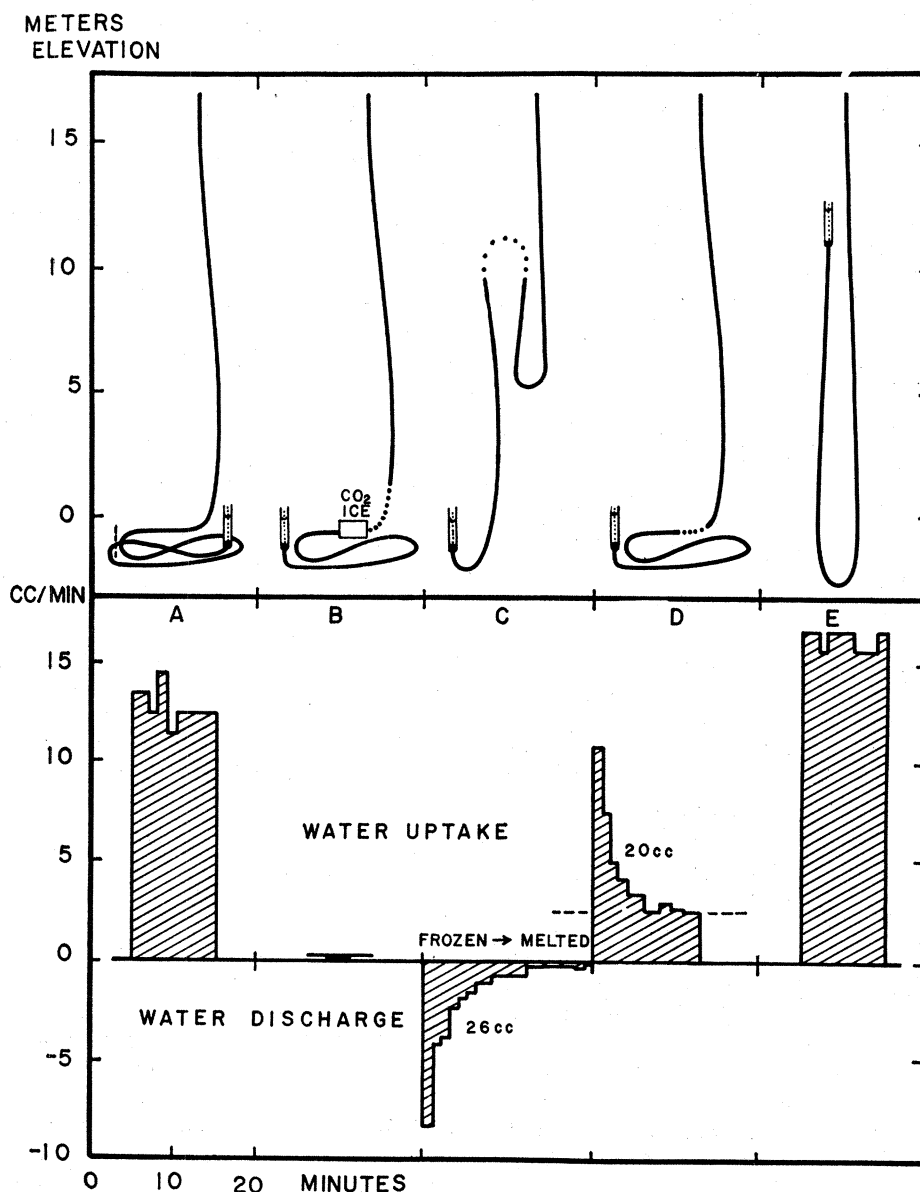 METERS
ELEVATION
15
10
5
0
CO2
ICE
CC/MIN
A B C D E
15
10
5
0
-5
-10
WATER UPTAKE
20cc
FROZEN → MELTED
WATER DISCHARGE
26cc
0 10 20 MINUTES